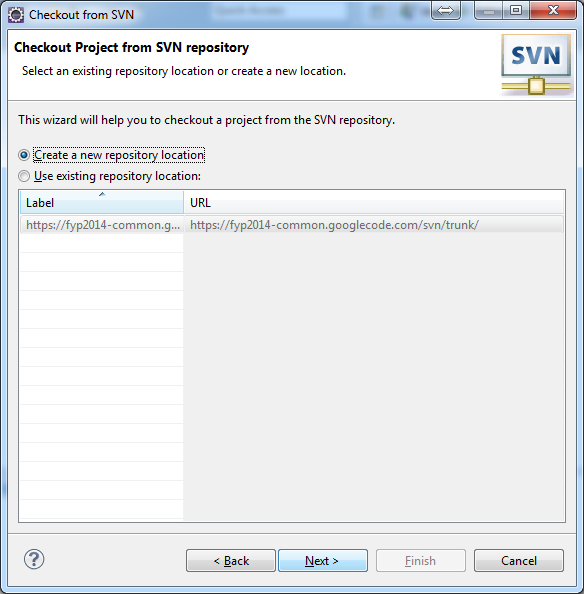 Checkout from SVN
Checkout Project from SVN repository
Select an existing repository location or create a new location.
SVN
This wizard will help you to checkout a project from the SVN repository.
Create a new repository location
Use existing repository location:
Label URL
https://fyp2014-common.g... https://fyp2014-common.googlecode.com/svn/trunk/
? < Back Next > Finish Cancel